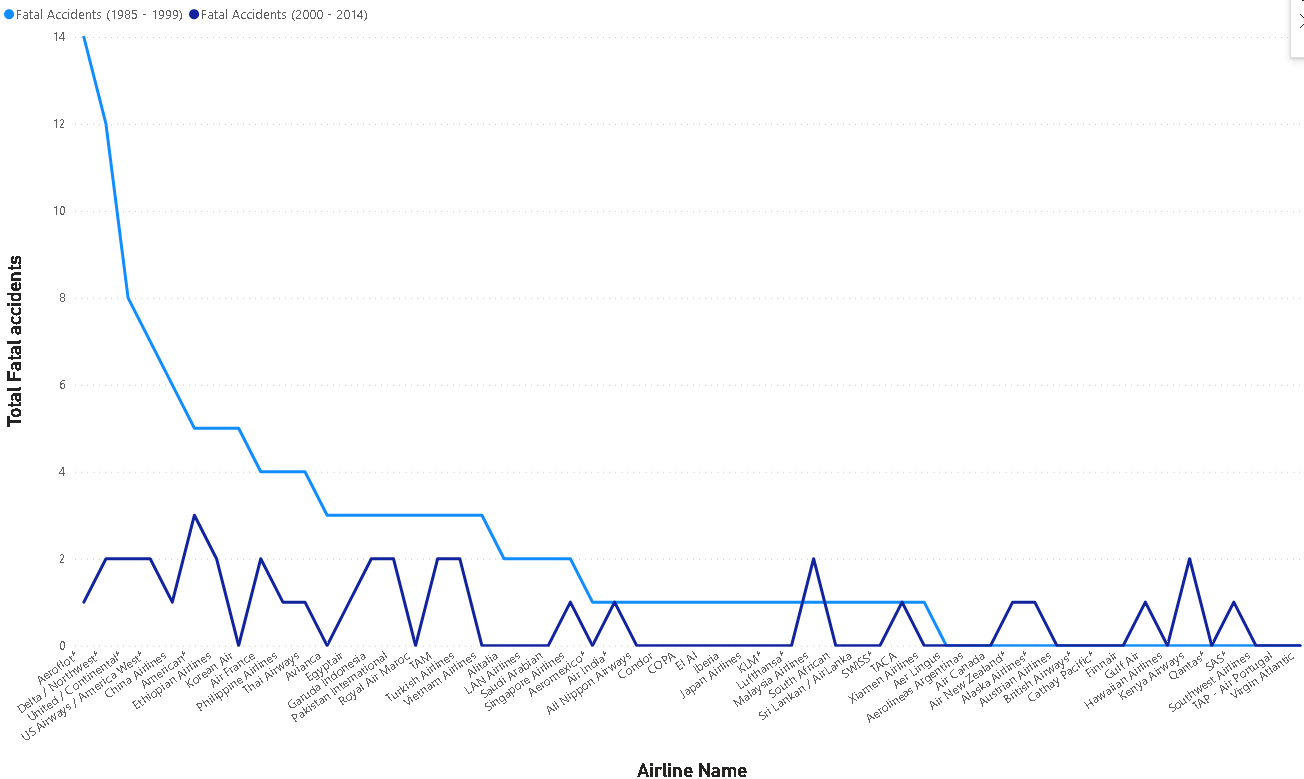 Fatal Accidents (1985 - 1999) Fatal Accidents (2000 - 2014)
Total Fatal accidents
14
12
10
8
6
4
2
0
Aeroflot*
Delta / Northwest*
United / Continental*
US Airways / America West*
China Airlines
American*
Ethiopian Airlines
Korean Air
Air France
Philippine Airlines
Thai Airways
Avianca
Egyptair
Garuda Indonesia
Pakistan International
Royal Air Maroc
TAM
Turkish Airlines
Vietnam Airlines
Alitalia
LAN Airlines
Saudi Arabian
Singapore Airlines
Aeromexico*
Air India*
All Nippon Airways
Condor
COPA
El Al
Iberia
Japan Airlines
KLM*
Lufthansa*
Malaysia Airlines
South African
Sri Lankan / AirLanka
SWISS*
TACA
Xiamen Airlines
Aer Lingus
Aerolineas Argentinas
Air Canada
Air New Zealand*
Alaska Airlines*
Austrian Airlines
British Airways*
Cathay Pacific*
Finnair
Gulf Air
Hawaiian Airlines
Kenya Airways
Qantas*
SAS*
Southwest Airlines
TAP - Air Portugal
Virgin Atlantic
Airline Name